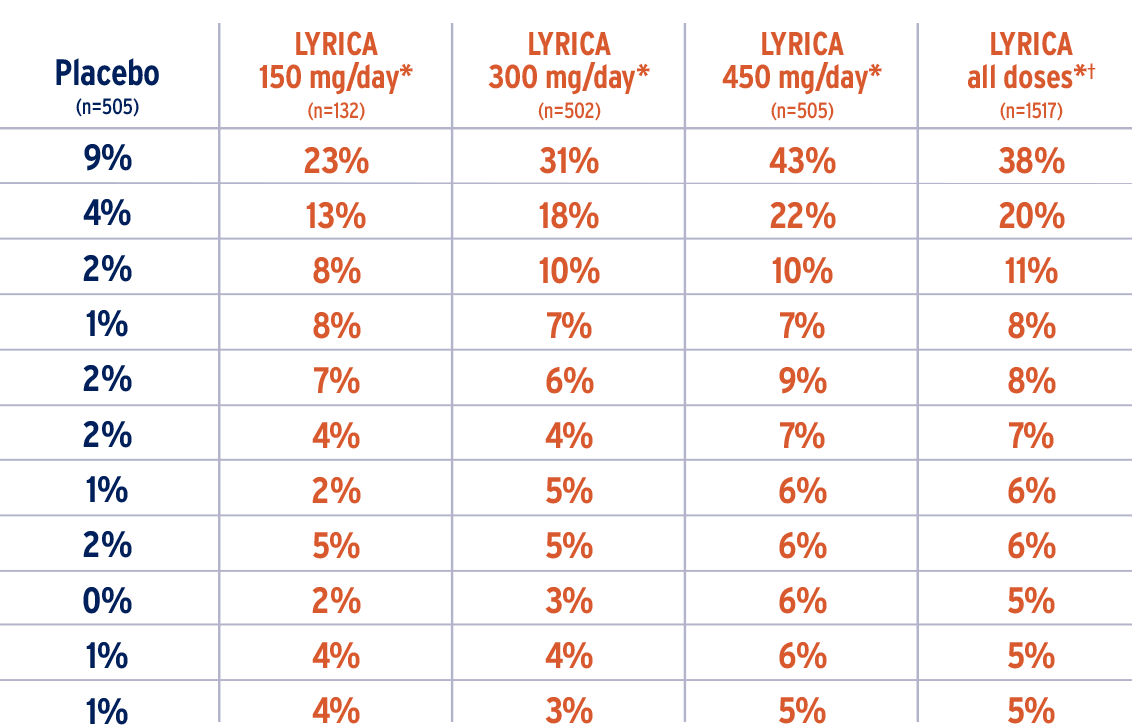 Placebo
(n=505)
LYRICA
150 mg/day*
(n=132)
LYRICA
300 mg/day*
(n=502)
LYRICA
450 mg/day*
(n=505)
LYRICA
all doses*†
(n=1517)
9% 23% 31% 43% 38%
4% 13% 18% 22% 20%
2% 8% 10% 10% 11%
1% 8% 7% 7% 8%
2% 7% 6% 9% 8%
2% 4% 4% 7% 7%
1% 2% 5% 6% 6%
2% 5% 5% 6% 6%
0% 2% 3% 6% 5%
1% 4% 4% 6% 5%
1% 4% 3% 5% 5%